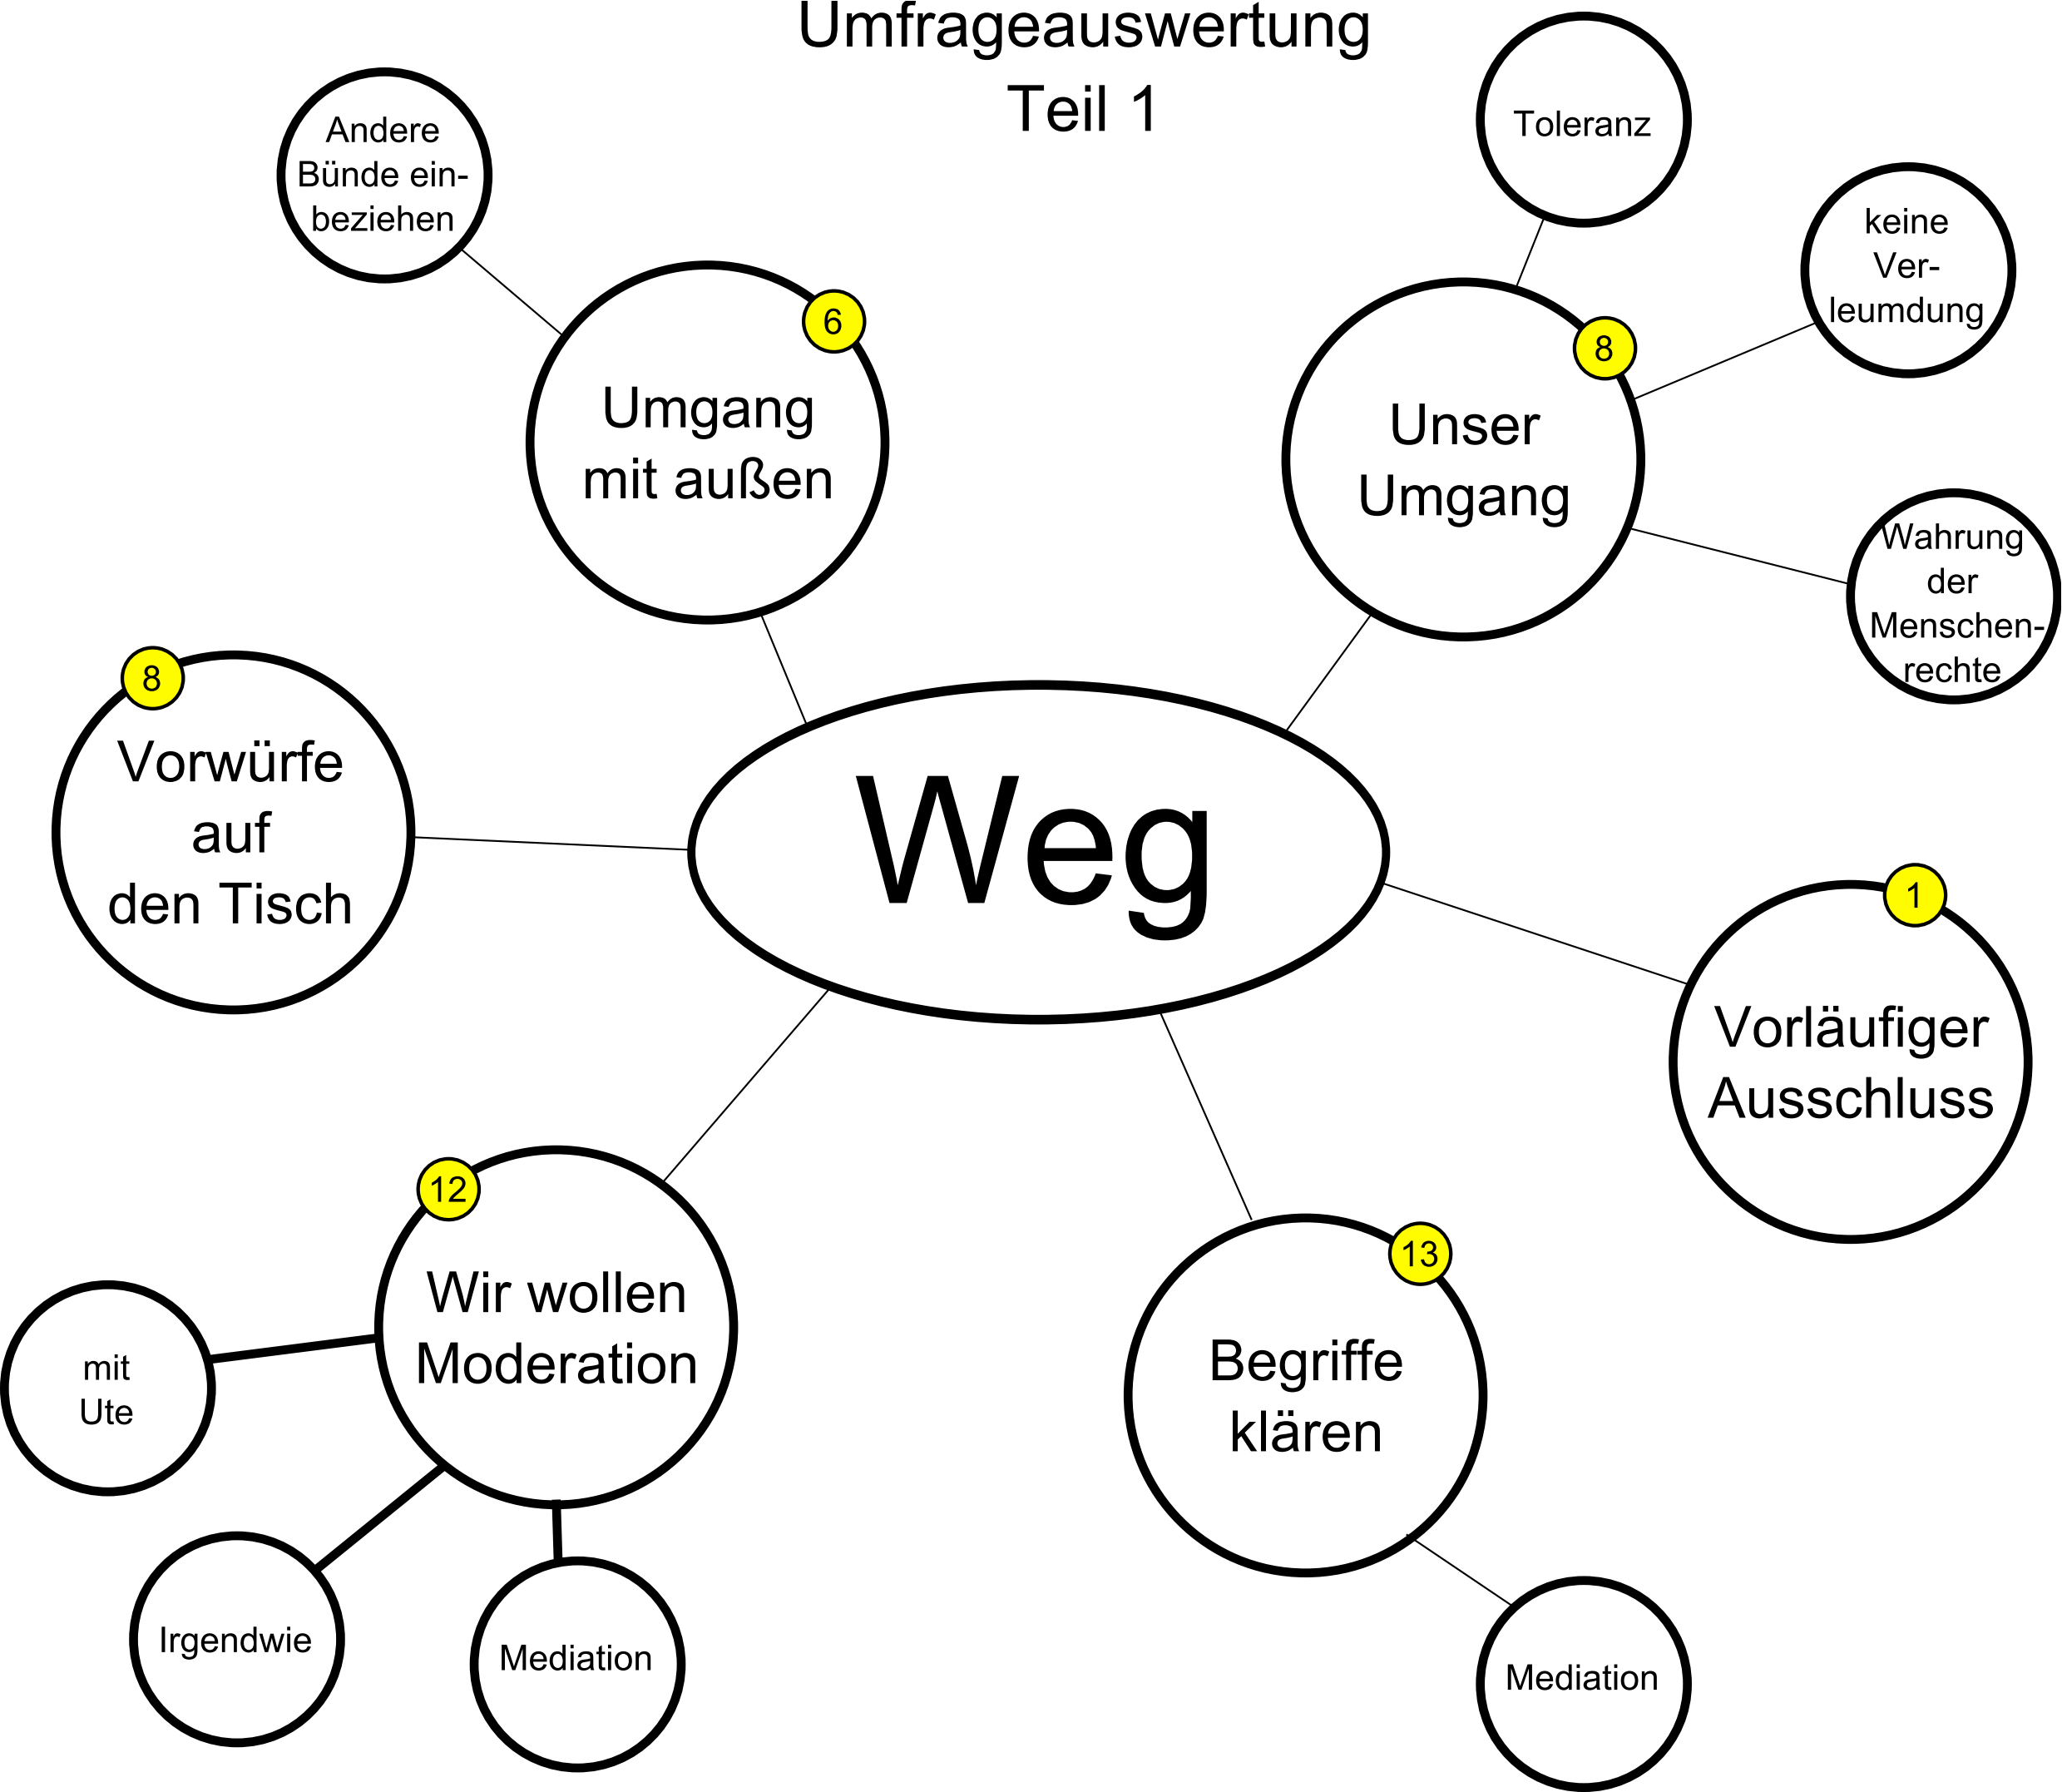 Umfrageauswertung
Teil 1
Andere
Bünde ein-
beziehen
6
Umgang
mit außen
Toleranz
keine
Ver-
leumdung
8
Unser
Umgang
Wahrung
der
Menschen-
rechte
8
Vorwürfe
auf
den Tisch
Weg
1
Vorläufiger
Ausschluss
12
Wir wollen
Moderation
mit
Ute
Irgendwie
Mediation
13
Begriffe
klären
Mediation